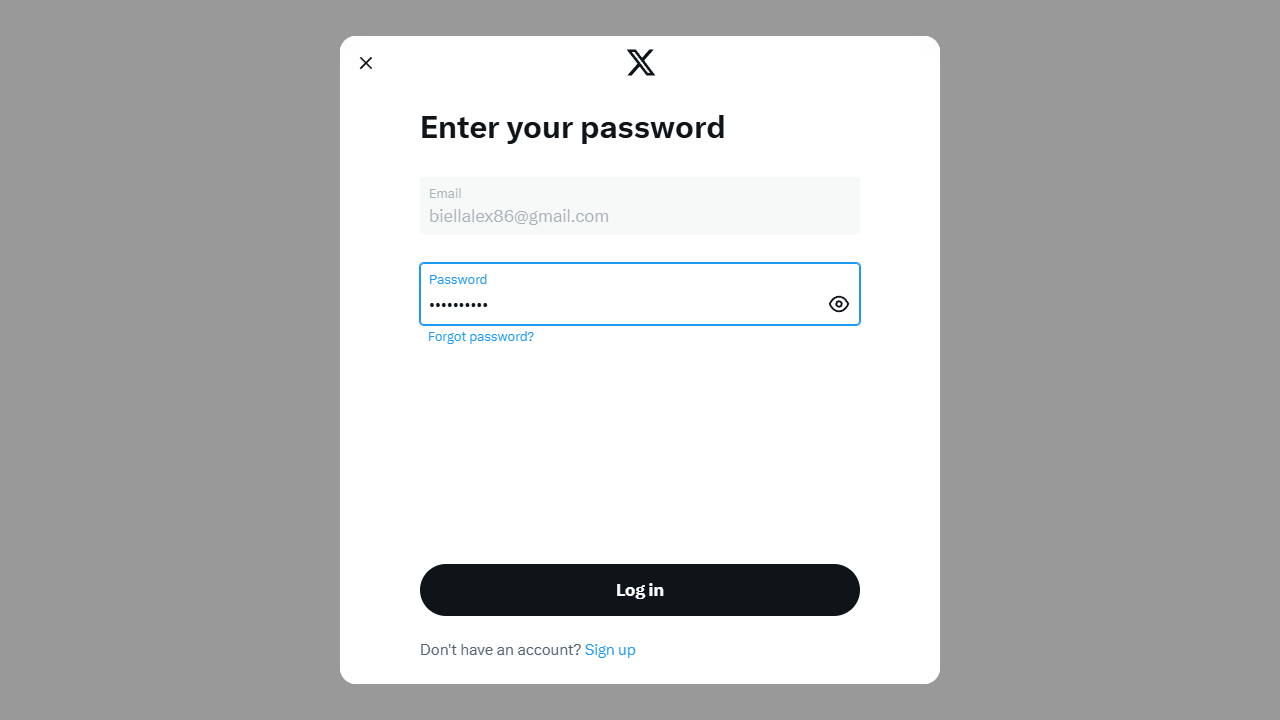 Enter your password
Email
biellalex86@gmail.com
Password
••••••••••
Forgot password?
Log in
Don't have an account? Sign up